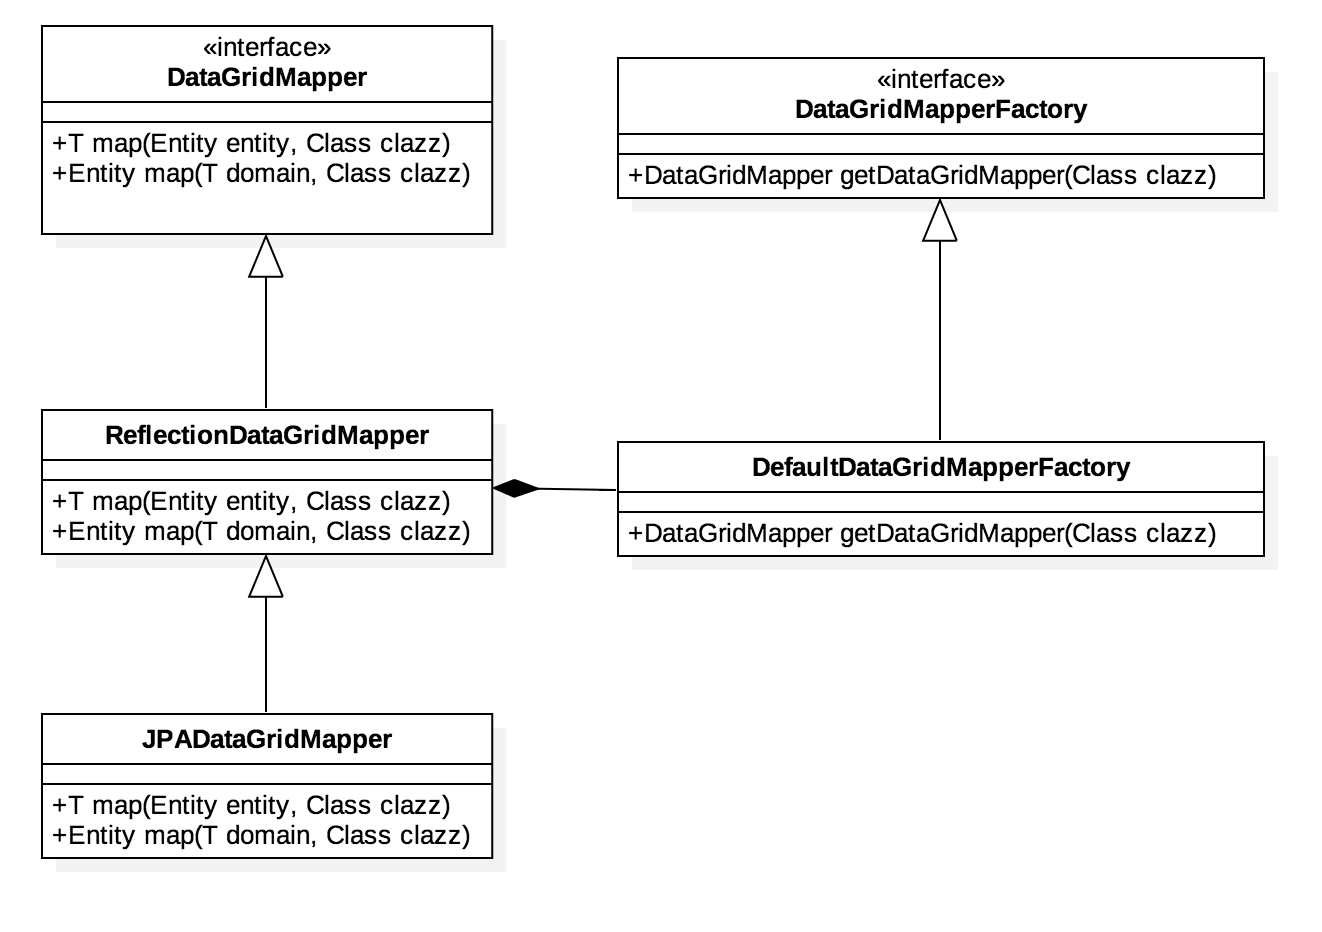 «interface»
DataGridMapper
+T map(Entity entity, Class clazz)
+Entity map(T domain, Class clazz)
«interface»
DataGridMapperFactory
+DataGridMapper getDataGridMapper(Class clazz)
ReflectionDataGridMapper
+T map(Entity entity, Class clazz)
+Entity map(T domain, Class clazz)
DefaultDataGridMapperFactory
+DataGridMapper getDataGridMapper(Class clazz)
JPADataGridMapper
+T map(Entity entity, Class clazz)
+Entity map(T domain, Class clazz)